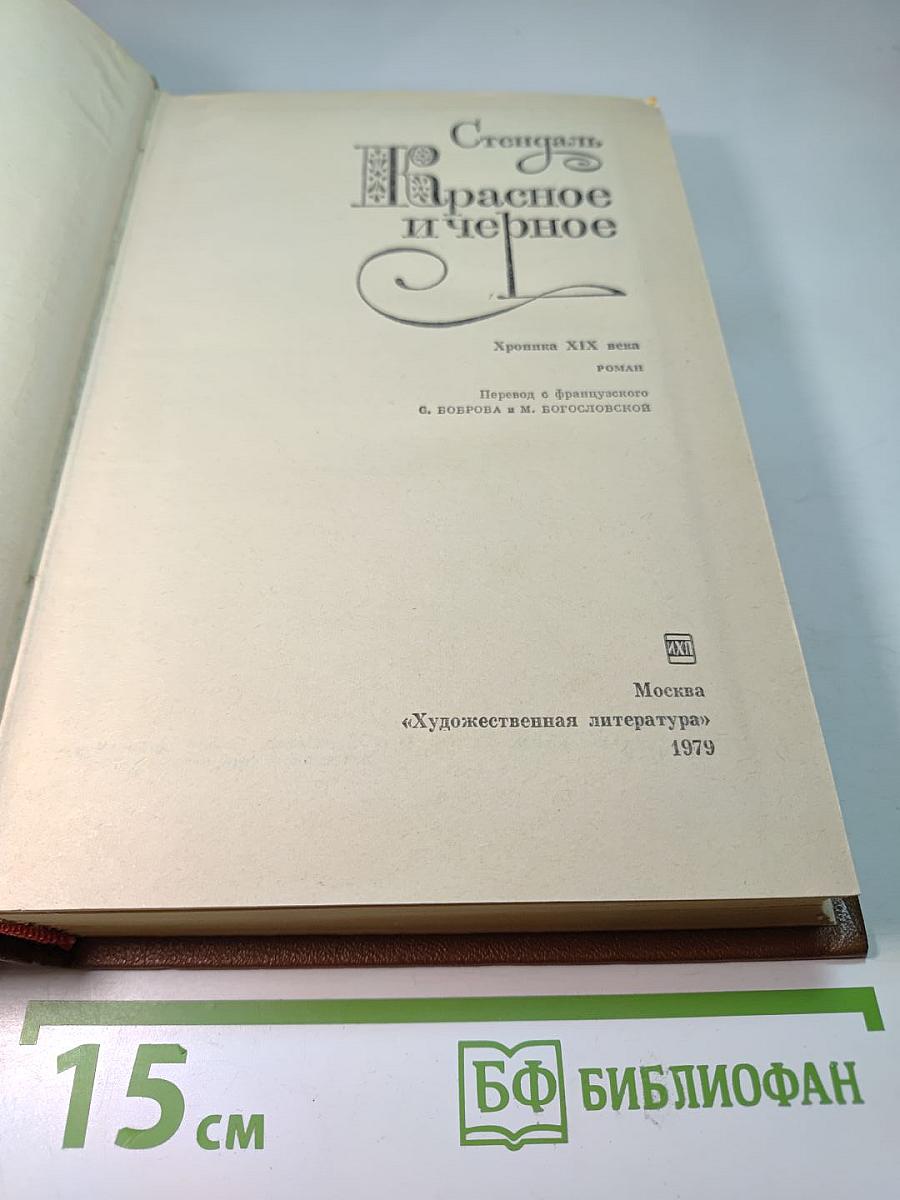 Стендаль
Красное
и черное
Хроника XIX века
РОМАН
Перевод с французского
С. БОБРОВА и М. БОГОСЛОВСКОЙ
ИХЛ
Москва
«Художественная литература»
1979
15 см
БФ БИБЛИОФАН